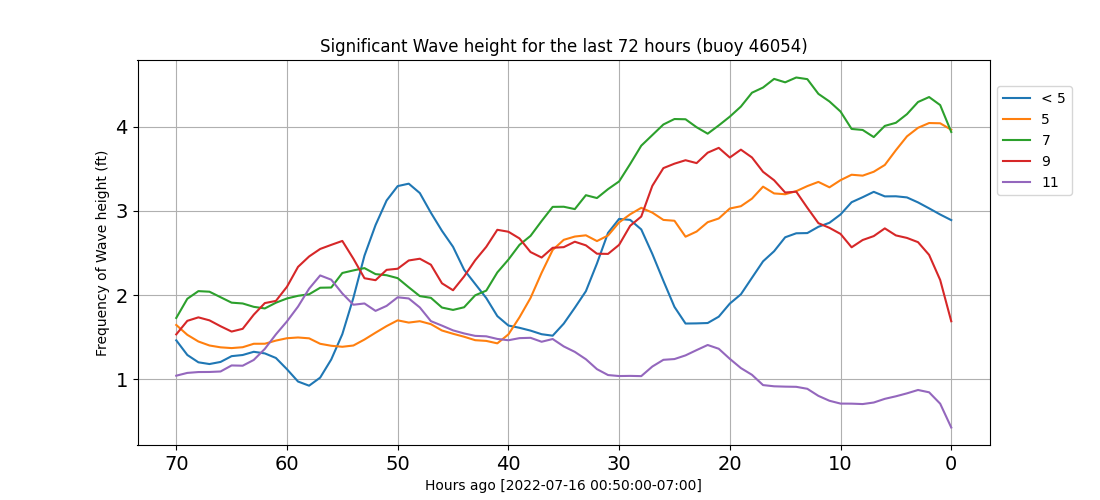 Significant Wave height for the last 72 hours (buoy 46054)
Frequency of Wave height (ft)
4
3
2
1
70 60 50 40 30 20 10 0
Hours ago [2022-07-16 00:50:00-07:00]
< 5
5
7
9
11